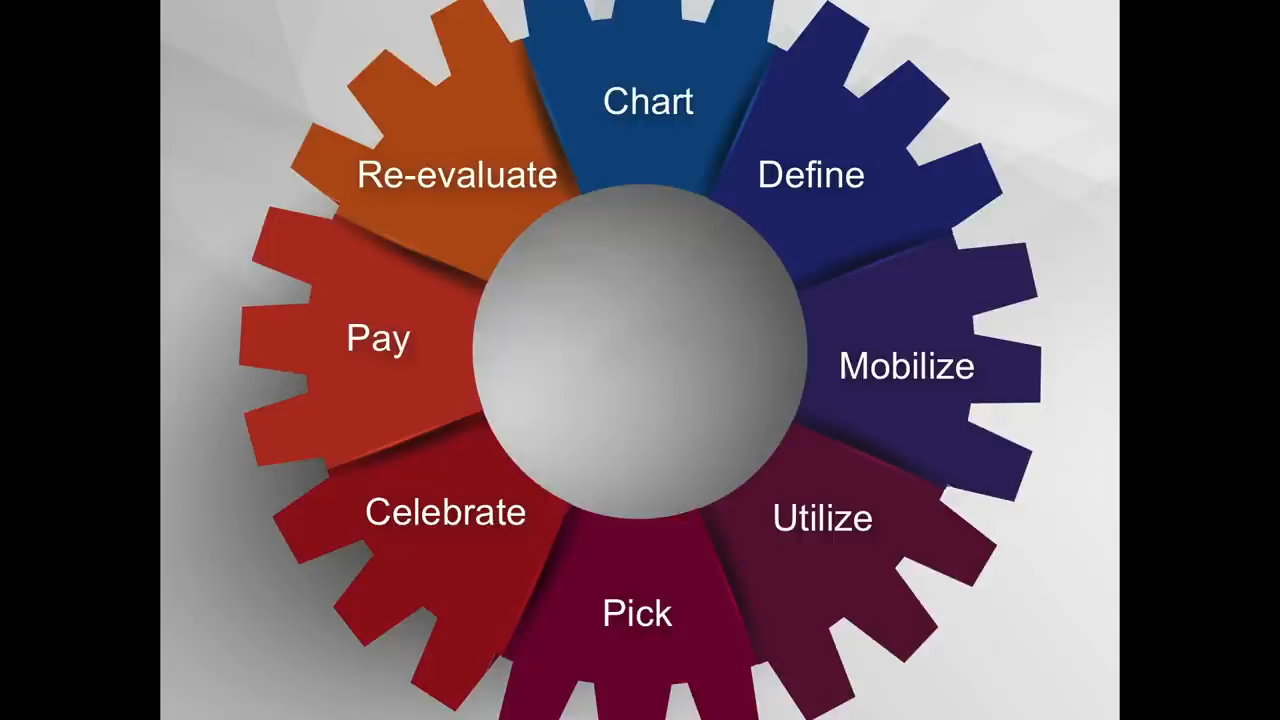 Chart
Define
Mobilize
Utilize
Pick
Celebrate
Pay
Re-evaluate